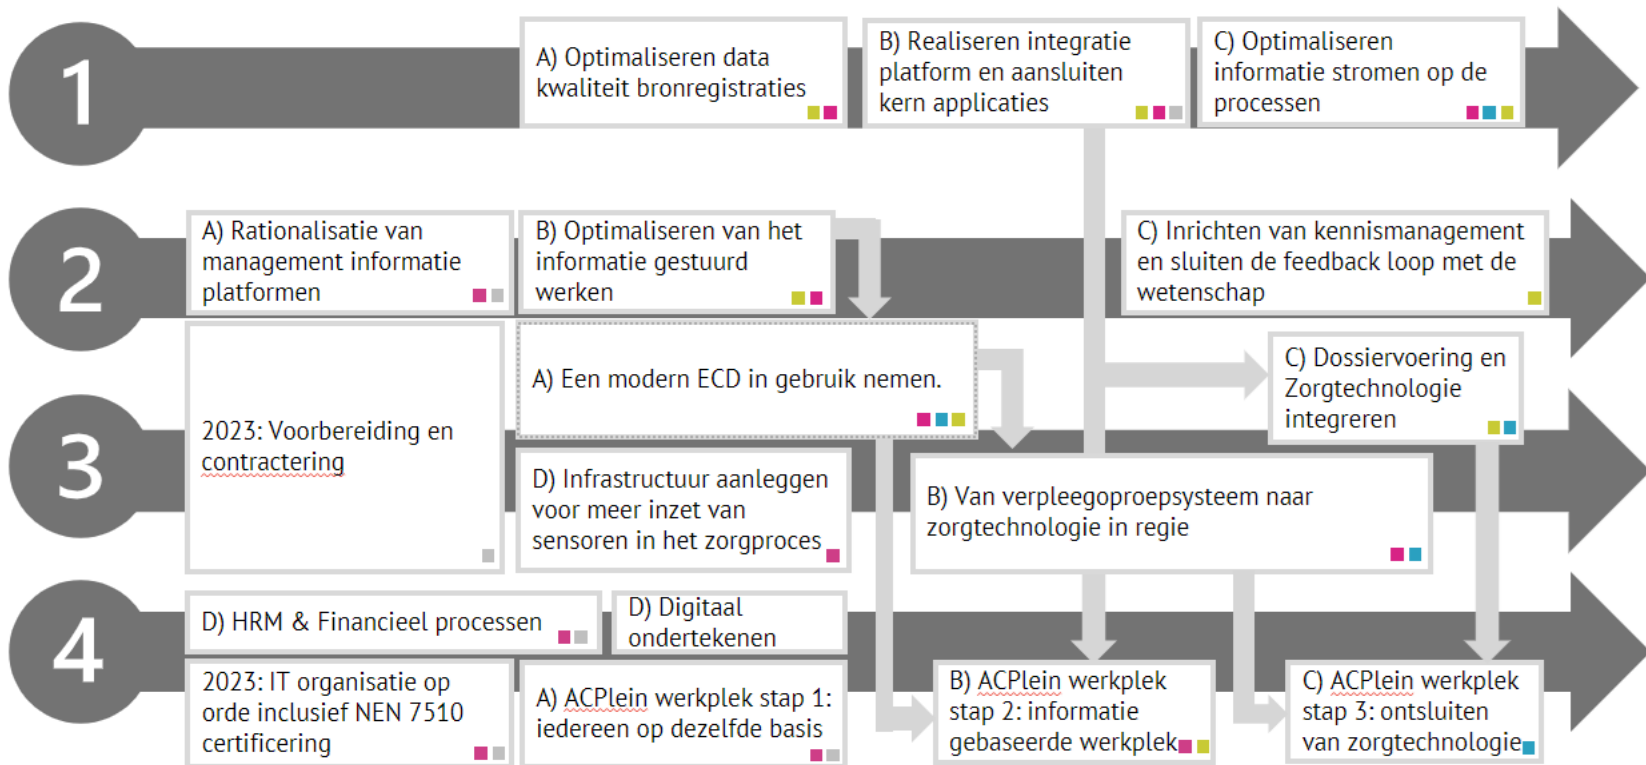 1
A) Optimaliseren data
kwaliteit bronregistraties
B) Realiseren integratie
platform en aansluiten
kern applicaties
C) Optimaliseren
informatie stromen op de
processen
2
A) Rationalisatie van
management informatie
platformen
B) Optimaliseren van het
informatie gestuurd
werken
C) Inrichten van kennismanagement
en sluiten de feedback loop met de
wetenschap
3
2023: Voorbereiding en
contractering
A) Een modern ECD in gebruik nemen.
D) Infrastructuur aanleggen
voor meer inzet van
sensoren in het zorgproces
B) Van verpleegoproepsysteem naar
zorgtechnologie in regie
C) Dossiervoering en
Zorgtechnologie
integreren
4
D) HRM & Financieel processen
D) Digitaal
ondertekenen
2023: IT organisatie op
orde inclusief NEN 7510
certificering
A) ACPlein werkplek stap 1:
iedereen op dezelfde basis
B) ACPlein werkplek
stap 2: informatie
gebaseerde werkplek
C) ACPlein werkplek
stap 3: ontsluiten
van zorgtechnologie